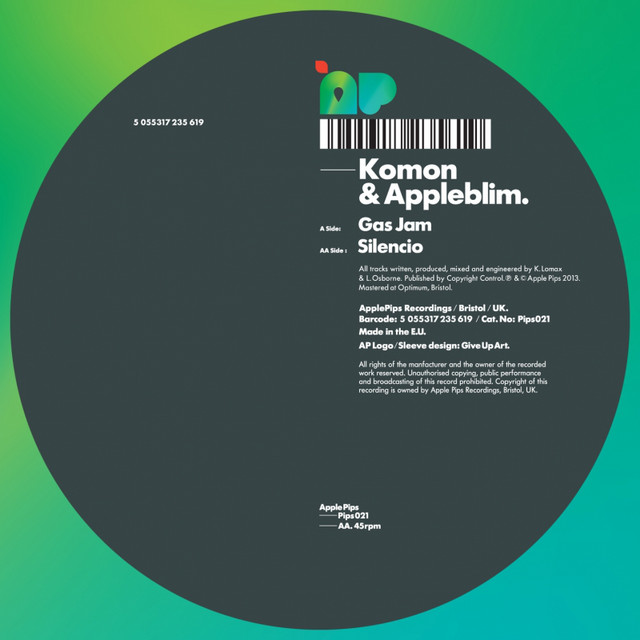 AP
5 055317 235 619
Komon
& Appleblim.
A Side: Gas Jam
AA Side : Silencio
All tracks written, produced, mixed and engineered by K.Lomax
& L.Osborne. Published by Copyright Control.℗ & © Apple Pips 2013.
Mastered at Optimum, Bristol.
ApplePips Recordings / Bristol / UK.
Barcode: 5 055317 235 619 / Cat. No: Pips021
Made in the E.U.
AP Logo/Sleeve design: Give Up Art.
All rights of the manfacturer and the owner of the recorded
work reserved. Unauthorised copying, public performance
and broadcasting of this record prohibited. Copyright of this
recording is owned by Apple Pips Recordings, Bristol, UK.
Apple Pips
Pips021
AA. 45rpm